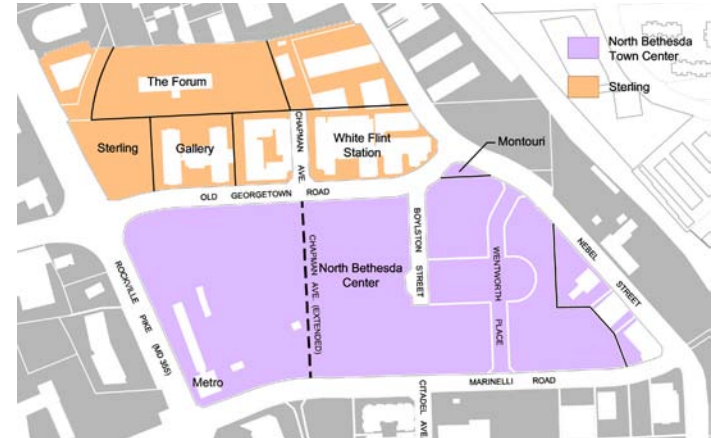 North Bethesda
Town Center
Sterling
The Forum
Sterling
Gallery
CHAPMAN AVE.
White Flint
Station
Montouri
OLD GEORGETOWN ROAD
ROCKVILLE PIKE (MD 355)
CHAPMAN AVE. (EXTENDED)
North Bethesda
Center
BOYLSTON STREET
WENTWORTH PLACE
NEBEL STREET
Metro
MARINELLI ROAD
CITADEL AVE.